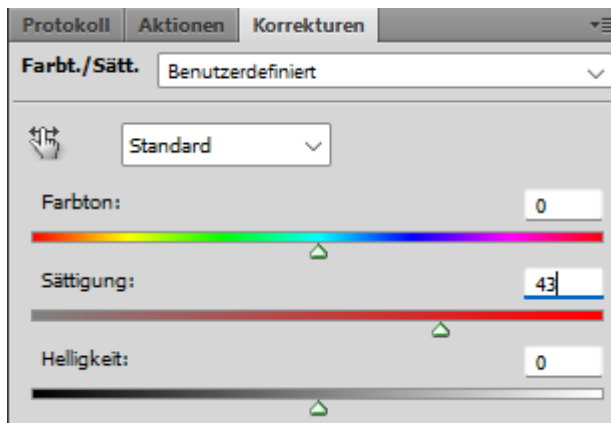 Protokoll Aktionen Korrekturen
Farbt./Sätt. Benutzerdefiniert
Standard
Farbton: 0
Sättigung: 43
Helligkeit: 0